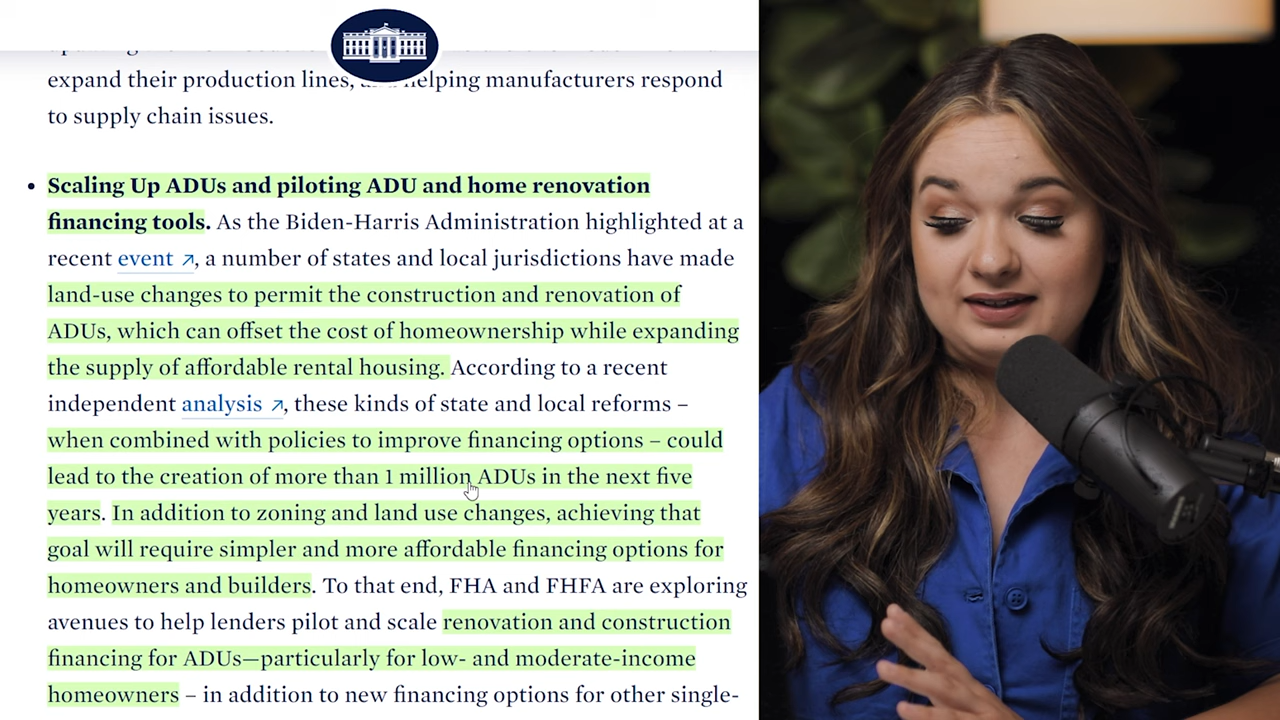 expand their production lines, and helping manufacturers respond
to supply chain issues.
• Scaling Up ADUs and piloting ADU and home renovation
financing tools. As the Biden-Harris Administration highlighted at a
recent event ↗, a number of states and local jurisdictions have made
land-use changes to permit the construction and renovation of
ADUs, which can offset the cost of homeownership while expanding
the supply of affordable rental housing. According to a recent
independent analysis ↗, these kinds of state and local reforms –
when combined with policies to improve financing options – could
lead to the creation of more than 1 million ADUs in the next five
years. In addition to zoning and land use changes, achieving that
goal will require simpler and more affordable financing options for
homeowners and builders. To that end, FHA and FHFA are exploring
avenues to help lenders pilot and scale renovation and construction
financing for ADUs—particularly for low- and moderate-income
homeowners – in addition to new financing options for other single-